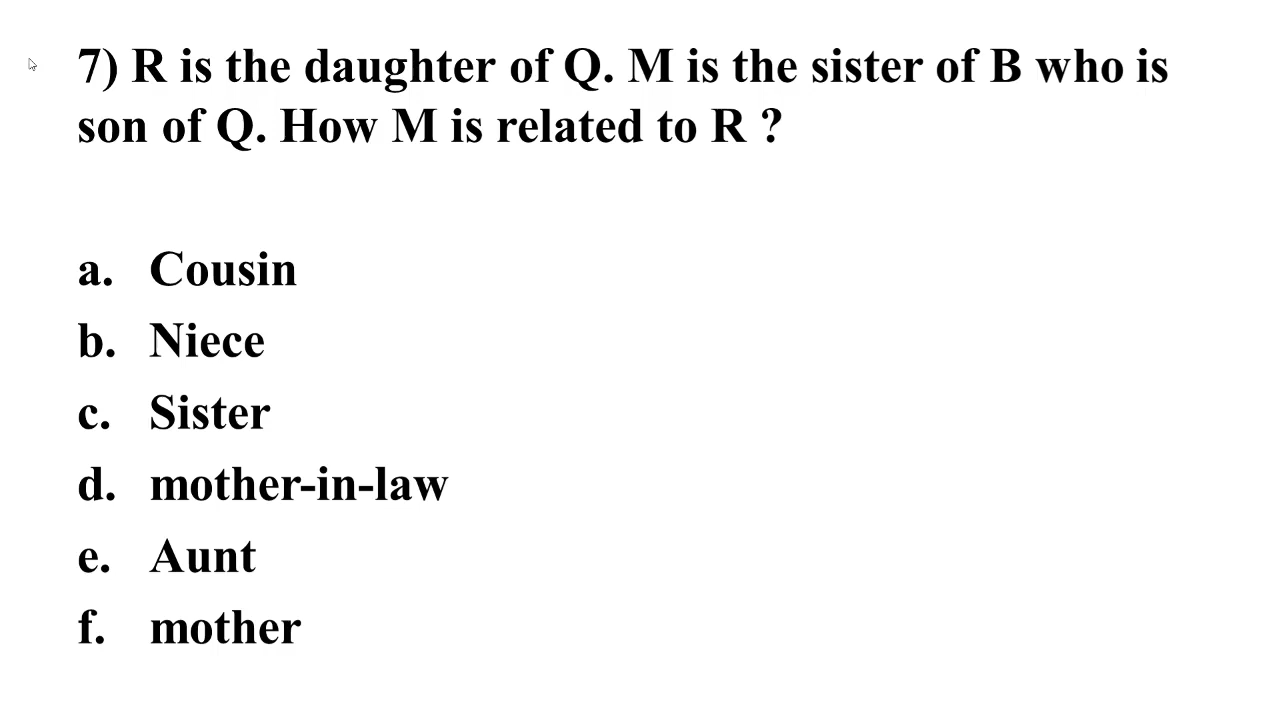 7) R is the daughter of Q. M is the sister of B who is
son of Q. How M is related to R ?
a. Cousin
b. Niece
c. Sister
d. mother-in-law
e. Aunt
f. mother